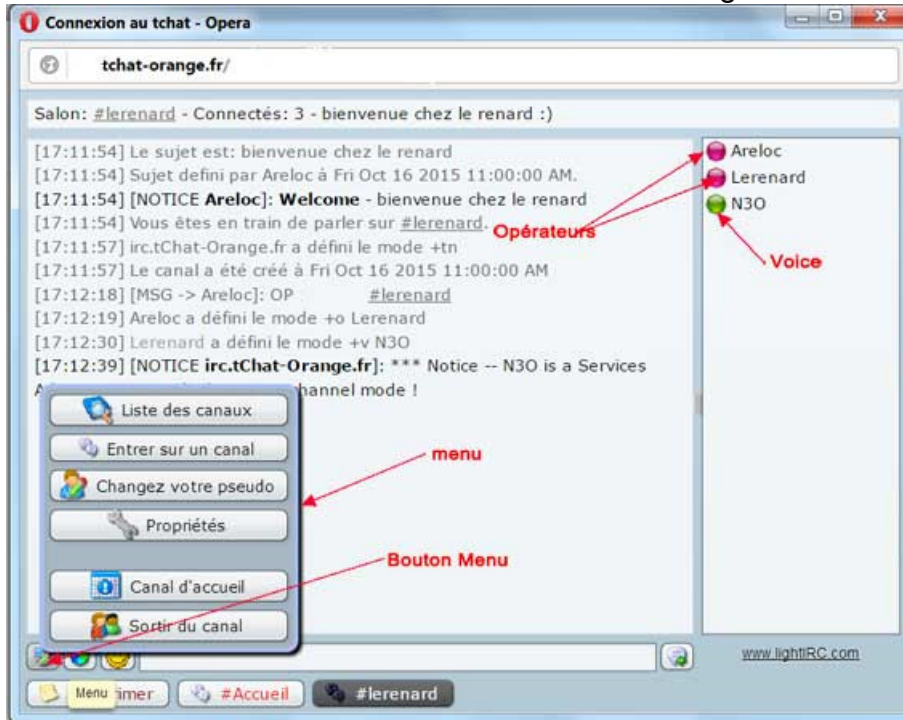 Connexion au tchat - Opera
tchat-orange.fr/
Salon: #lerenard - Connectés: 3 - bienvenue chez le renard :)
[17:11:54] Le sujet est: bienvenue chez le renard
[17:11:54] Sujet defini par Areloc à Fri Oct 16 2015 11:00:00 AM.
[17:11:54] [NOTICE Areloc]: Welcome - bienvenue chez le renard
[17:11:54] Vous êtes en train de parler sur #lerenard.
[17:11:57] irc.tChat-Orange.fr a défini le mode +tn
[17:11:57] Le canal a été créé à Fri Oct 16 2015 11:00:00 AM
[17:12:18] [MSG -> Areloc]: OP #lerenard
[17:12:19] Areloc a défini le mode +o Lerenard
[17:12:30] Lerenard a défini le mode +v N3O
[17:12:39] [NOTICE irc.tChat-Orange.fr]: *** Notice -- N3O is a Services
hannel mode !
Areloc
Lerenard
N3O
Opérateurs
Voice
Liste des canaux
Entrer sur un canal
Changez votre pseudo
Propriétés
Canal d'accueil
Sortir du canal
menu
Bouton Menu
www.lightIRC.com
Menu
imer
#Accueil
#lerenard